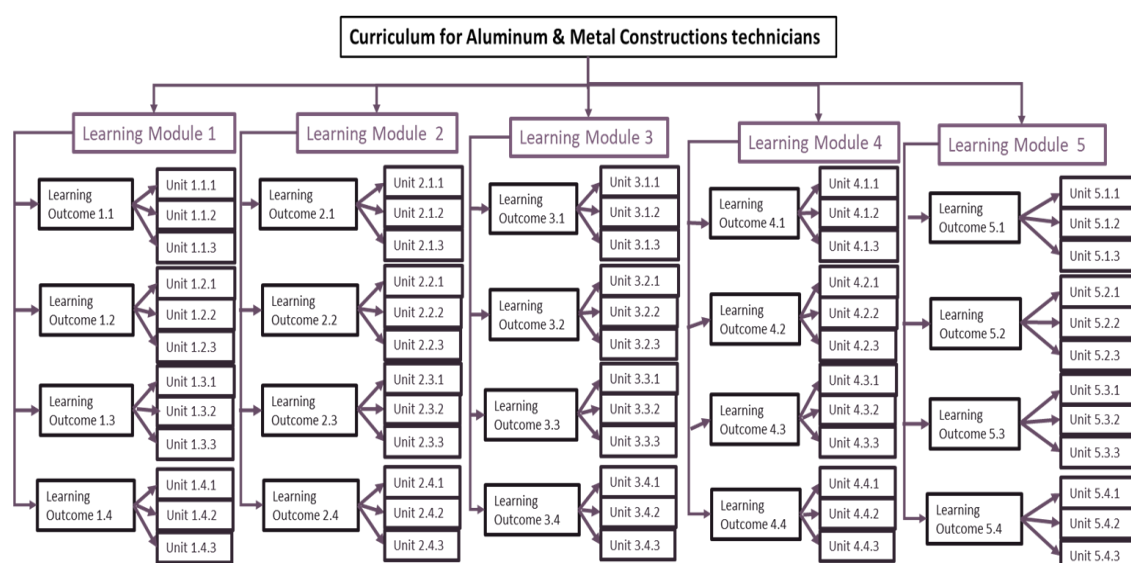 Curriculum for Aluminum & Metal Constructions technicians
Learning Module 1
Learning
Outcome 1.1
Unit 1.1.1
Unit 1.1.2
Unit 1.1.3
Learning
Outcome 1.2
Unit 1.2.1
Unit 1.2.2
Unit 1.2.3
Learning
Outcome 1.3
Unit 1.3.1
Unit 1.3.2
Unit 1.3.3
Learning
Outcome 1.4
Unit 1.4.1
Unit 1.4.2
Unit 1.4.3
Learning Module 2
Learning
Outcome 2.1
Unit 2.1.1
Unit 2.1.2
Unit 2.1.3
Learning
Outcome 2.2
Unit 2.2.1
Unit 2.2.2
Unit 2.2.3
Learning
Outcome 2.3
Unit 2.3.1
Unit 2.3.2
Unit 2.3.3
Learning
Outcome 2.4
Unit 2.4.1
Unit 2.4.2
Unit 2.4.3
Learning Module 3
Learning
Outcome 3.1
Unit 3.1.1
Unit 3.1.2
Unit 3.1.3
Learning
Outcome 3.2
Unit 3.2.1
Unit 3.2.2
Unit 3.2.3
Learning
Outcome 3.3
Unit 3.3.1
Unit 3.3.2
Unit 3.3.3
Learning
Outcome 3.4
Unit 3.4.1
Unit 3.4.2
Unit 3.4.3
Learning Module 4
Learning
Outcome 4.1
Unit 4.1.1
Unit 4.1.2
Unit 4.1.3
Learning
Outcome 4.2
Unit 4.2.1
Unit 4.2.2
Unit 4.2.3
Learning
Outcome 4.3
Unit 4.3.1
Unit 4.3.2
Unit 4.3.3
Learning
Outcome 4.4
Unit 4.4.1
Unit 4.4.2
Unit 4.4.3
Learning Module 5
Learning
Outcome 5.1
Unit 5.1.1
Unit 5.1.2
Unit 5.1.3
Learning
Outcome 5.2
Unit 5.2.1
Unit 5.2.2
Unit 5.2.3
Learning
Outcome 5.3
Unit 5.3.1
Unit 5.3.2
Unit 5.3.3
Learning
Outcome 5.4
Unit 5.4.1
Unit 5.4.2
Unit 5.4.3